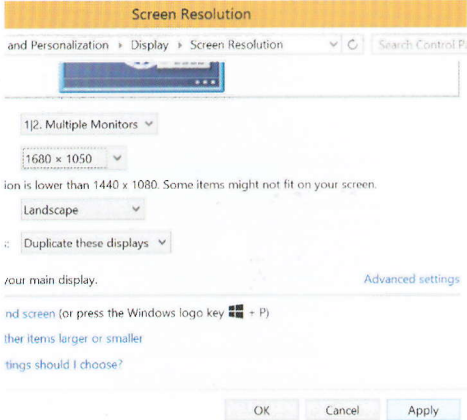 Screen Resolution
and Personalization ▸ Display ▸ Screen Resolution
Search Control P
1|2. Multiple Monitors
1680 × 1050
ion is lower than 1440 x 1080. Some items might not fit on your screen.
Landscape
: Duplicate these displays
your main display.
Advanced settings
nd screen (or press the Windows logo key + P)
ther items larger or smaller
tings should I choose?
OK Cancel Apply